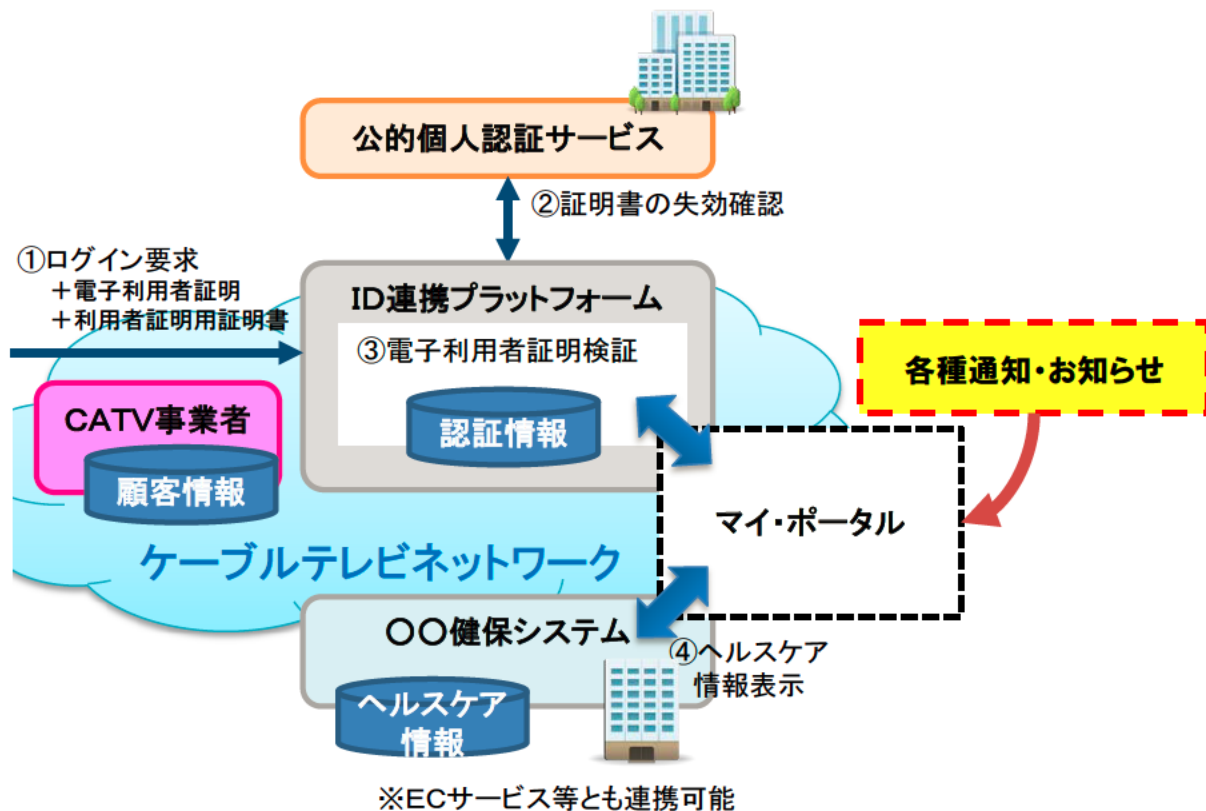 公的個人認証サービス
②証明書の失効確認
①ログイン要求
＋電子利用者証明
＋利用者証明用証明書
ID連携プラットフォーム
③電子利用者証明検証
認証情報
各種通知・お知らせ
CATV事業者
顧客情報
マイ・ポータル
ケーブルテレビネットワーク
〇〇健保システム
④ヘルスケア
情報表示
ヘルスケア
情報
※ECサービス等とも連携可能